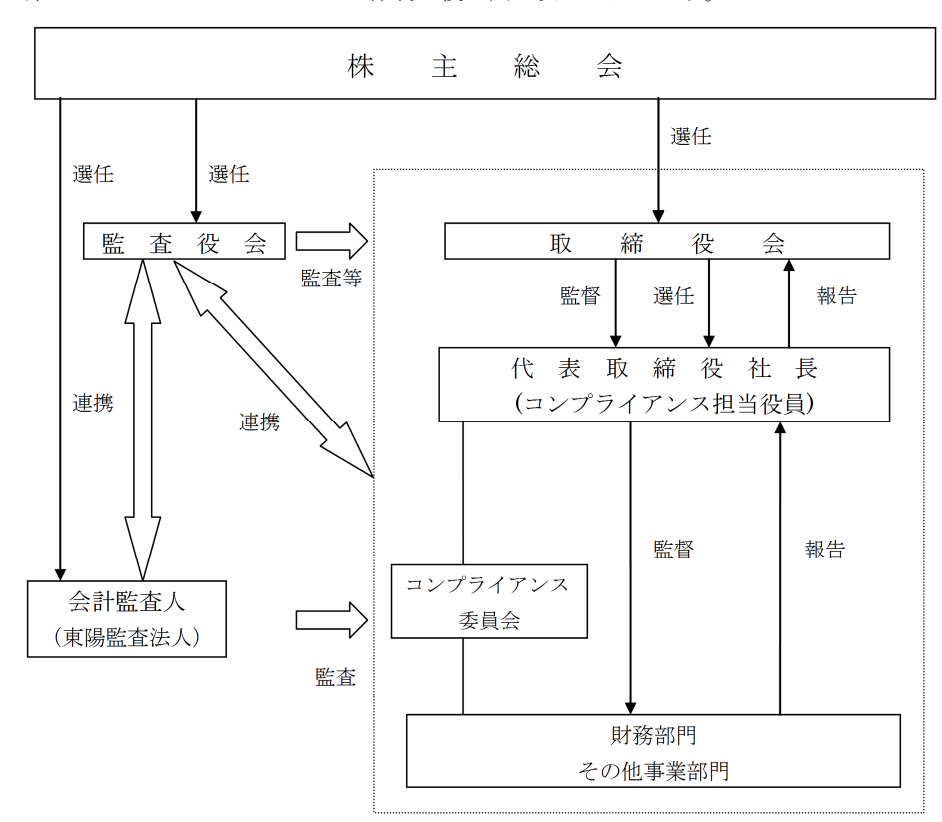 株主総会
選任
選任
選任
監査役会
監査等
取締役会
監督
選任
報告
代表取締役社長
(コンプライアンス担当役員)
連携
連携
監督
報告
コンプライアンス
委員会
会計監査人
（東陽監査法人）
監査
財務部門
その他事業部門